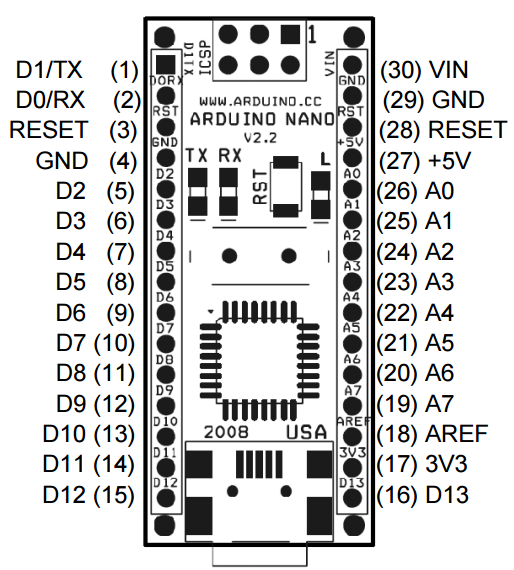 D1/TX (1)
D0/RX (2)
RESET (3)
GND (4)
D2 (5)
D3 (6)
D4 (7)
D5 (8)
D6 (9)
D7 (10)
D8 (11)
D9 (12)
D10 (13)
D11 (14)
D12 (15)
D1TX
ICSP
1
VIN
DORX
RST
GND
D2
D3
D4
D5
D6
D7
D8
D9
D10
D11
D12
WWW.ARDUINO.CC
ARDUINO NANO
V2.2
TX RX
RST
L
2008 USA
GND
RST
+5V
A0
A1
A2
A3
A4
A5
A6
A7
AREF
3V3
D13
(30) VIN
(29) GND
(28) RESET
(27) +5V
(26) A0
(25) A1
(24) A2
(23) A3
(22) A4
(21) A5
(20) A6
(19) A7
(18) AREF
(17) 3V3
(16) D13